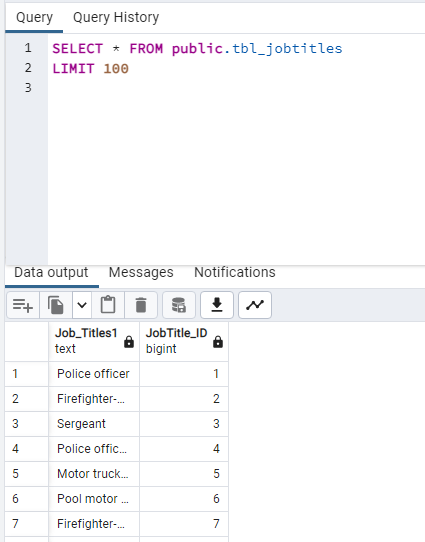 Query Query History
1 SELECT * FROM public.tbl_jobtitles
2 LIMIT 100
3
Data output Messages Notifications
Job_Titles1 JobTitle_ID
text bigint
1 Police officer 1
2 Firefighter-... 2
3 Sergeant 3
4 Police offic... 4
5 Motor truck... 5
6 Pool motor ... 6
7 Firefighter-... 7